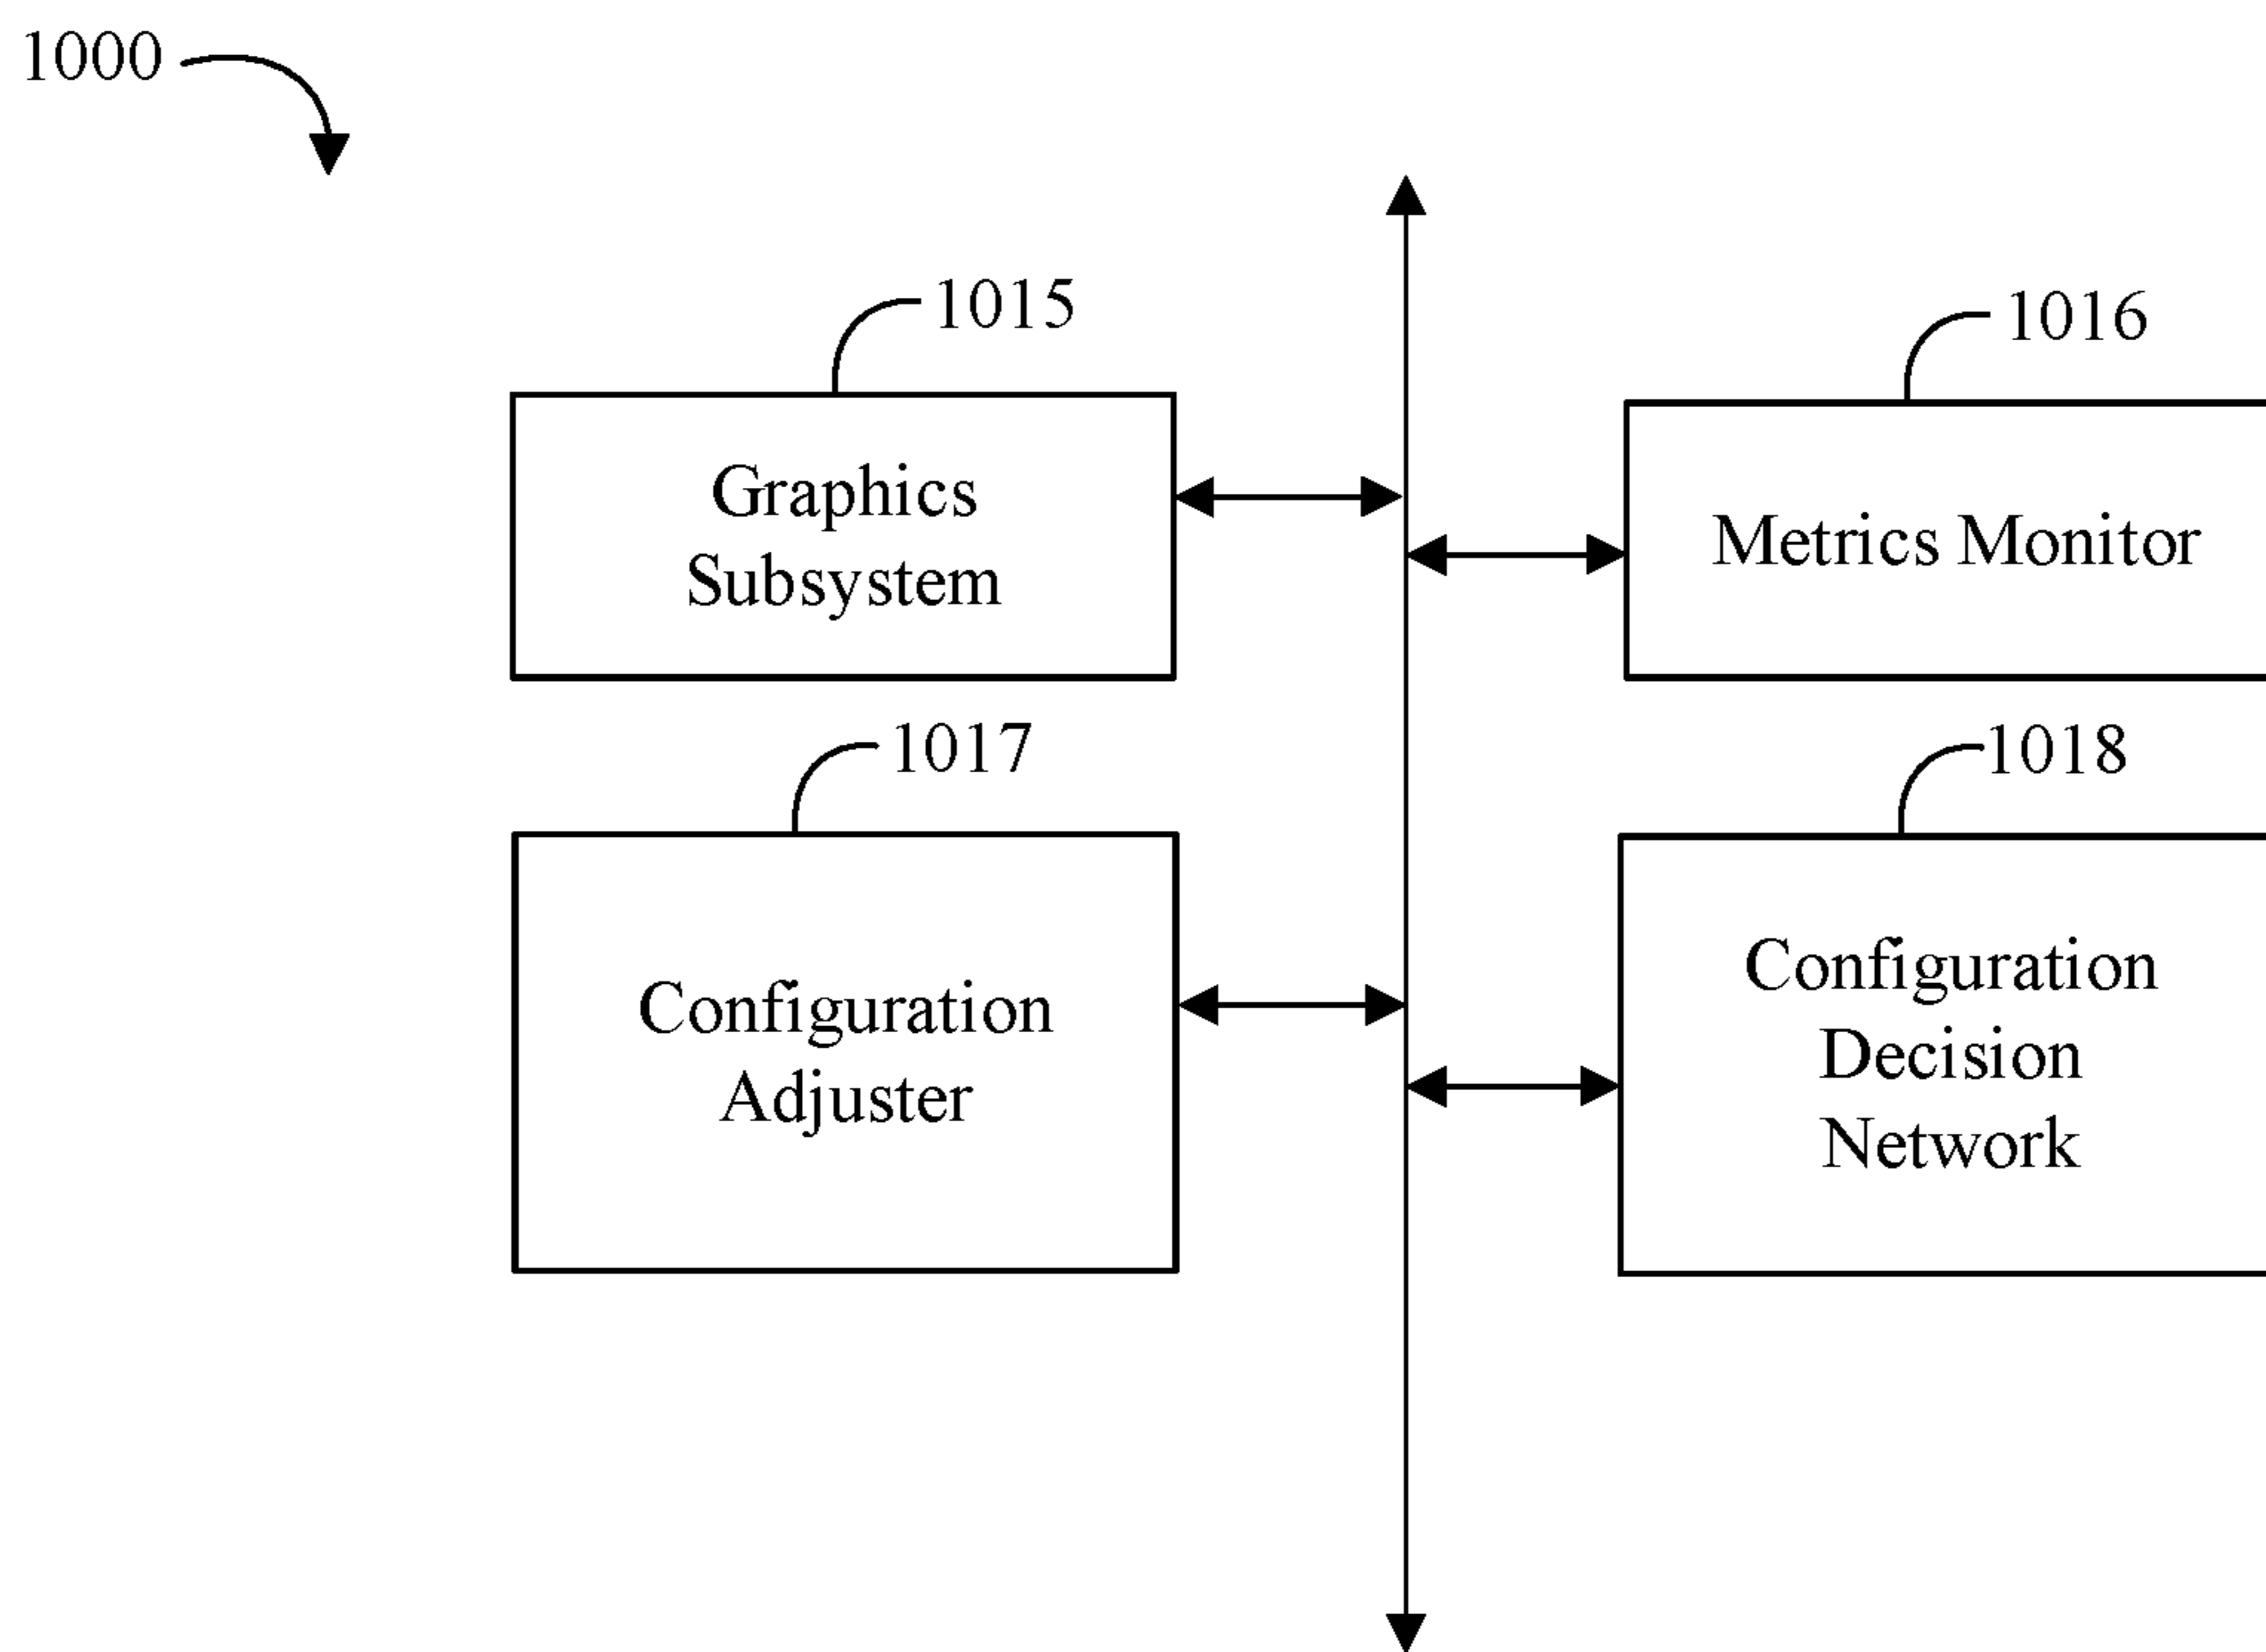 1000
1015
Graphics
Subsystem
1016
Metrics Monitor
1017
Configuration
Adjuster
1018
Configuration
Decision
Network